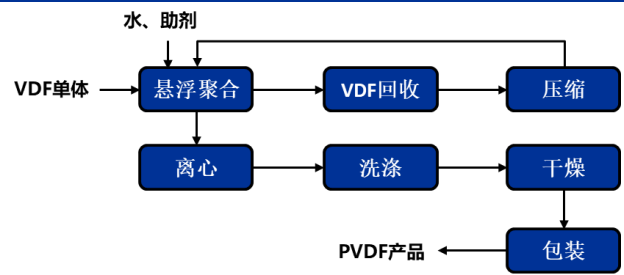 水、助剂
VDF单体
悬浮聚合
VDF回收
压缩
离心
洗涤
干燥
PVDF产品
包装